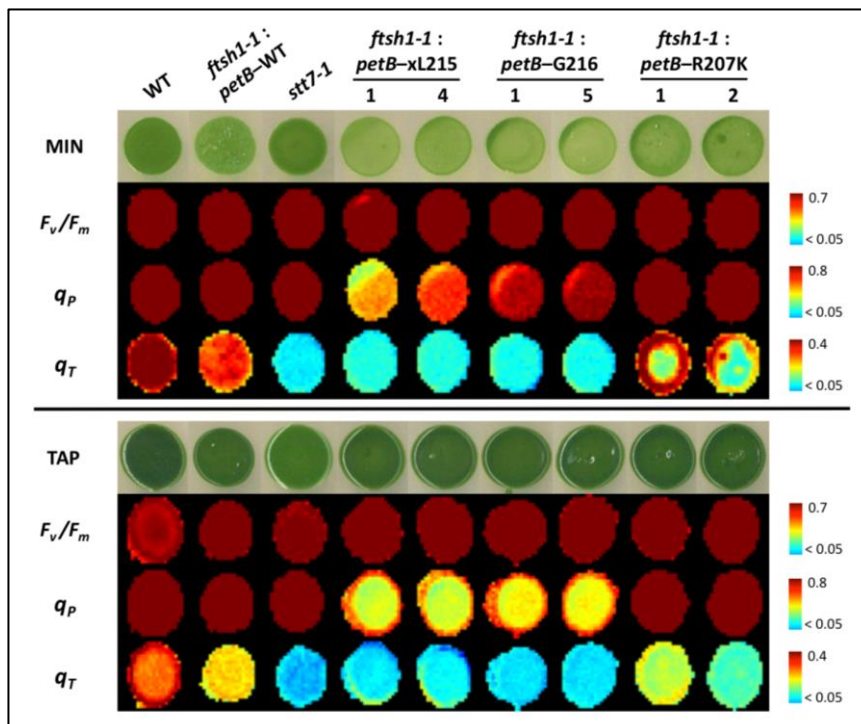 WT
ftsh1-1 :
petB–WT
stt7-1
ftsh1-1 :
petB–xL215
ftsh1-1 :
petB–G216
ftsh1-1 :
petB–R207K
1 4 1 5 1 2
MIN
Fv/Fm
0.7
< 0.05
qP
0.8
< 0.05
qT
0.4
< 0.05
TAP
Fv/Fm
0.7
< 0.05
qP
0.8
< 0.05
qT
0.4
< 0.05